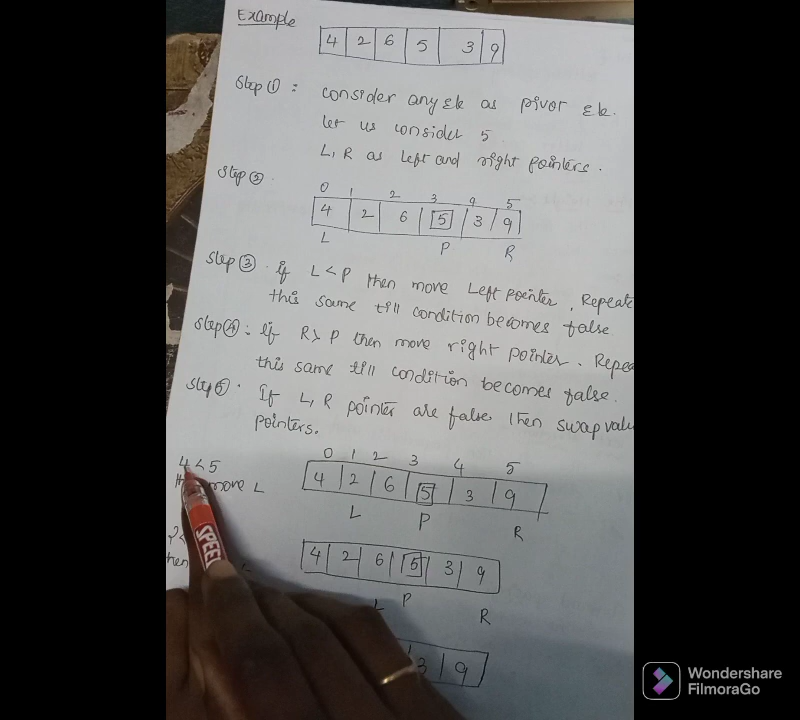 Example
4 2 6 5 3 9
Step ① :
consider any ele as pivot ele.
let us consider 5
L, R as left and right pointers.
Step ②
0 1 2 3 4 5
4 2 6 5 3 9
L P R
Step ③ . if L < P then move Left pointer. Repeat
this same till condition becomes false
Step ④ : if R > P then move right pointer. Repea
this same till condition becomes false.
Step ⑤ . If L, R pointer are false then swap value
pointers.
4 < 5
move L
0 1 2 3 4 5
4 2 6 5 3 9
L P R
4 2 6 5 3 9
L P R
3 9
SPEE
Wondershare
FilmoraGo